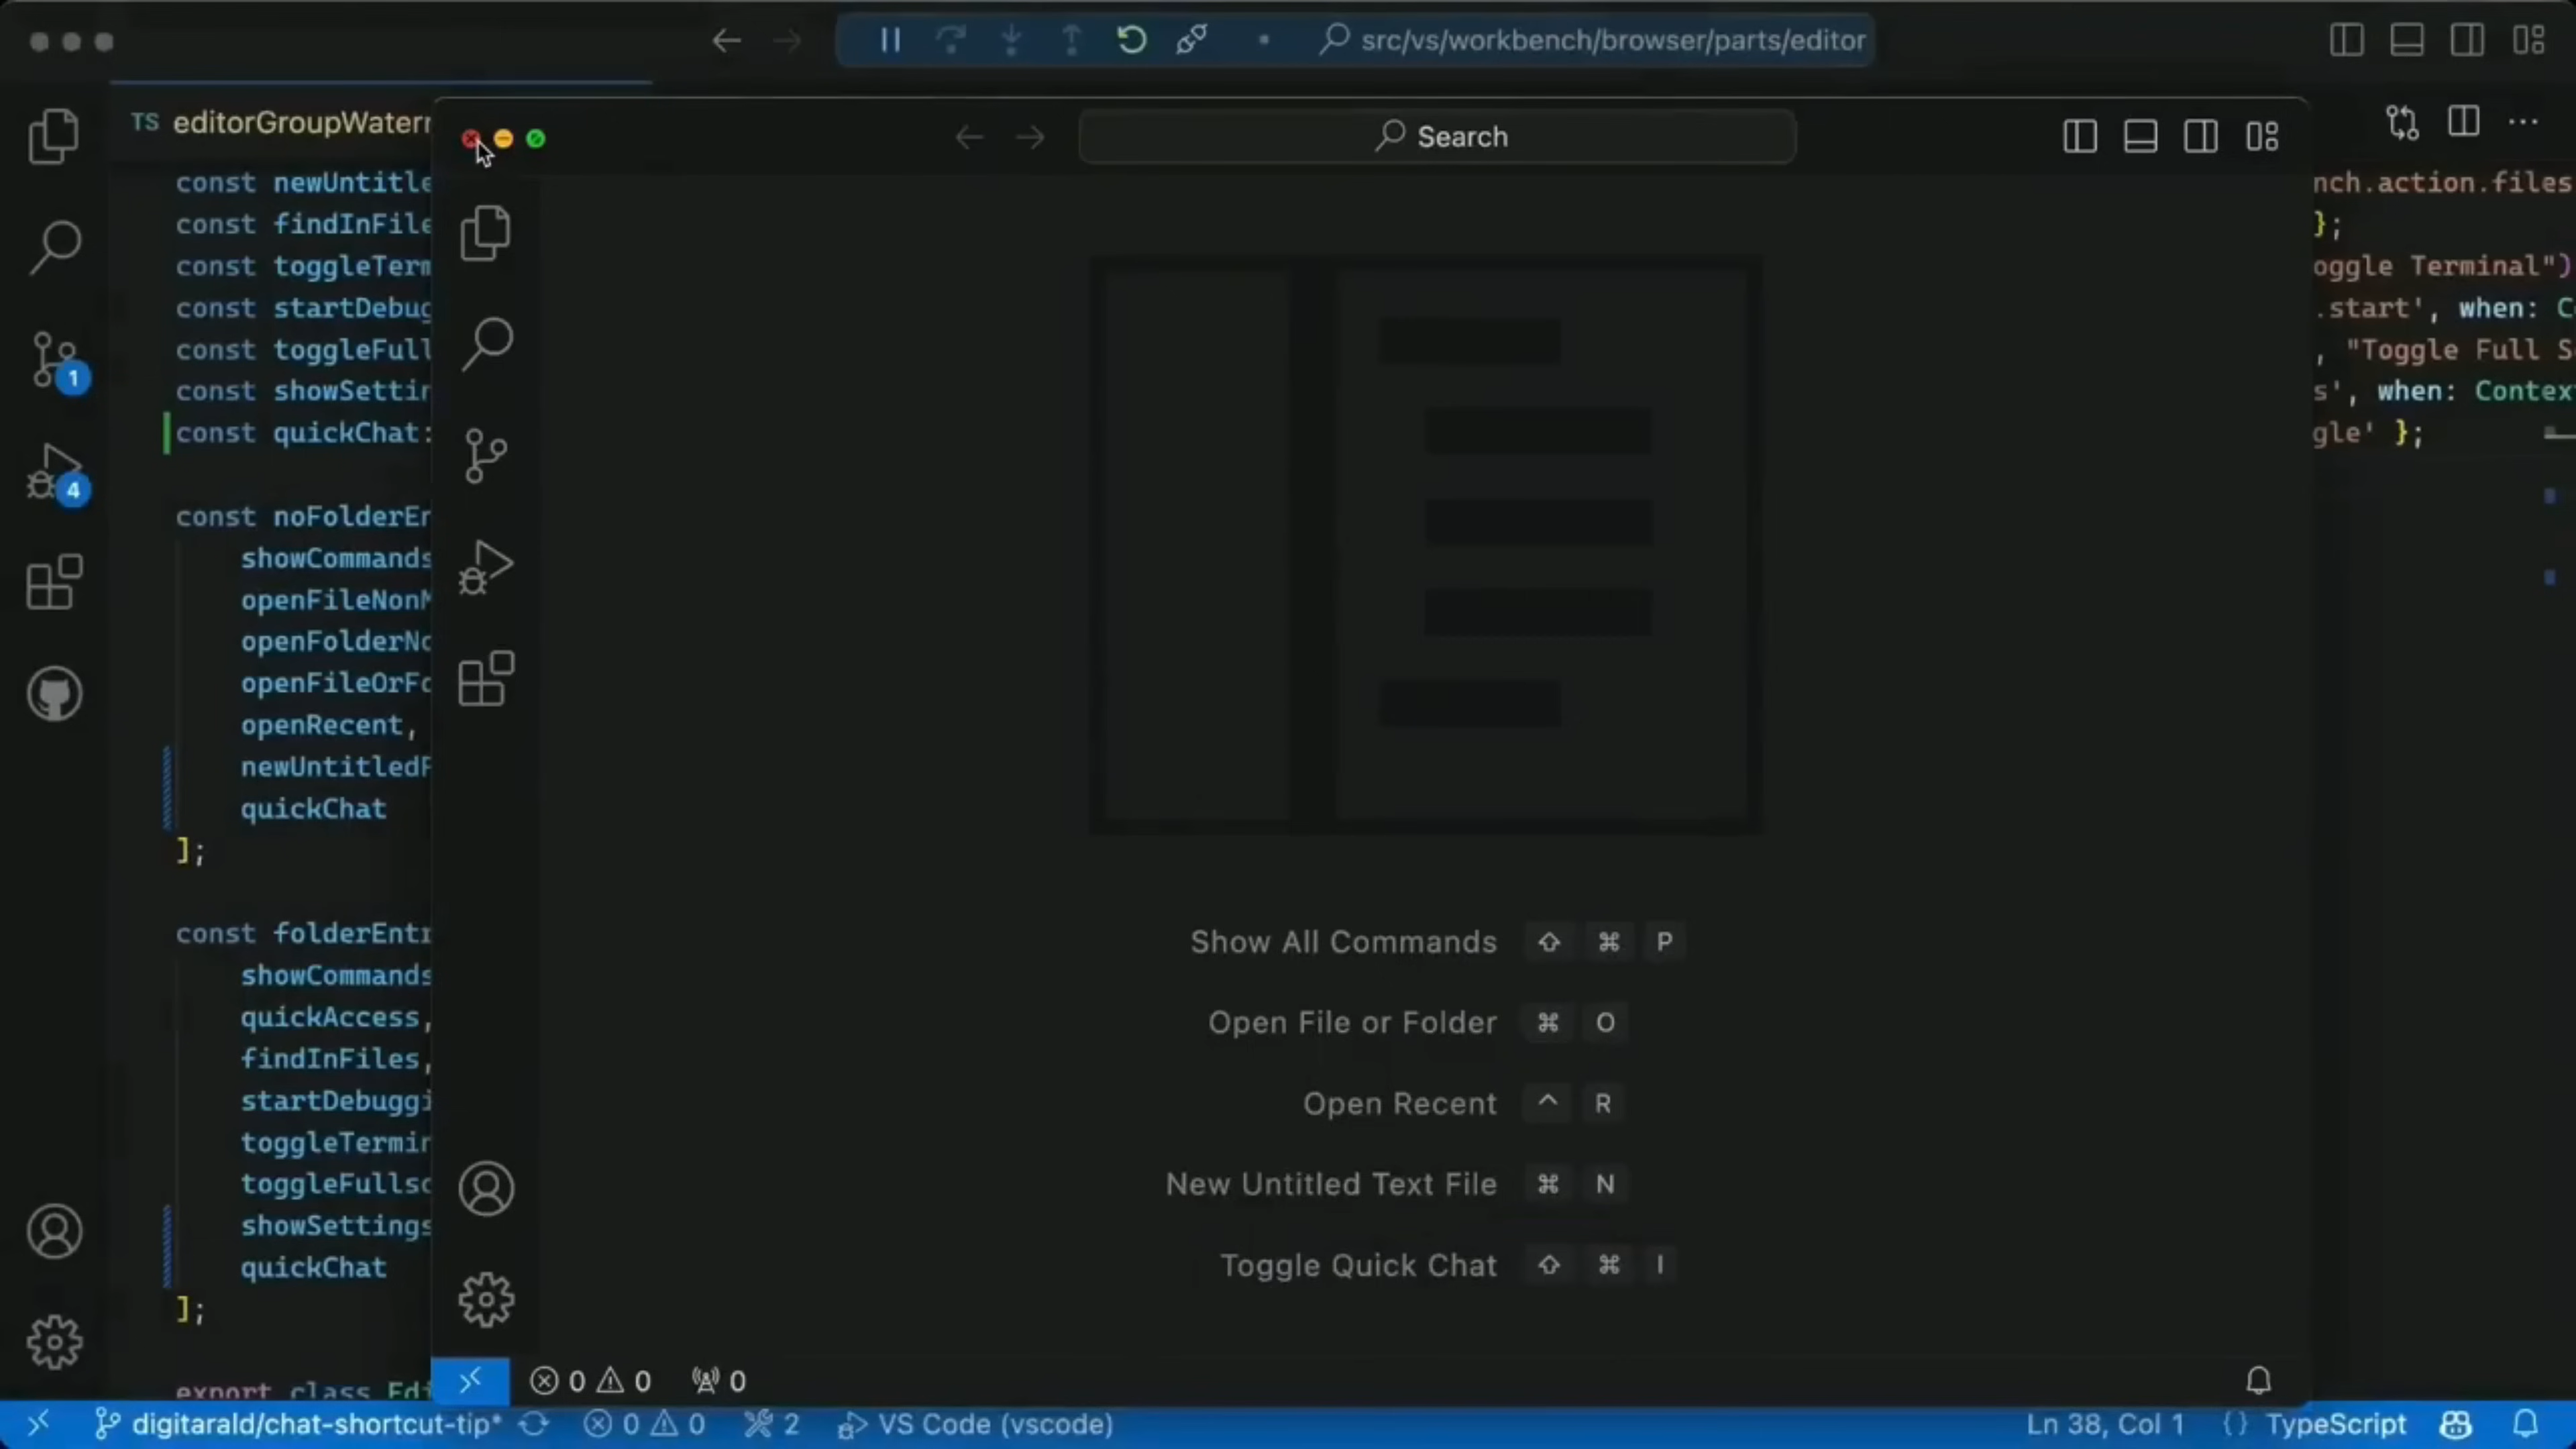 src/vs/workbench/browser/parts/editor
TS editorGroupWater
Search
const newUntitle
nch.action.files
const findInFile
};
const toggleTerm
oggle Terminal")
const startDebug
.start', when: C
const toggleFull
, "Toggle Full S
const showSettin
s', when: Contex
const quickChat:
gle' };
1
4
const noFolderEn
showCommands
openFileNonM
openFolderNo
openFileOrFo
openRecent,
newUntitledF
quickChat
];
const folderEntr
showCommands
quickAccess,
findInFiles,
startDebuggi
toggleTermin
toggleFullsc
showSettings
quickChat
];
export class Edi
Show All Commands ⇧ ⌘ P
Open File or Folder ⌘ O
Open Recent ^ R
New Untitled Text File ⌘ N
Toggle Quick Chat ⇧ ⌘ I
0 0 0
digitarald/chat-shortcut-tip* 0 0 2 VS Code (vscode)
Ln 38, Col 1 {} TypeScript